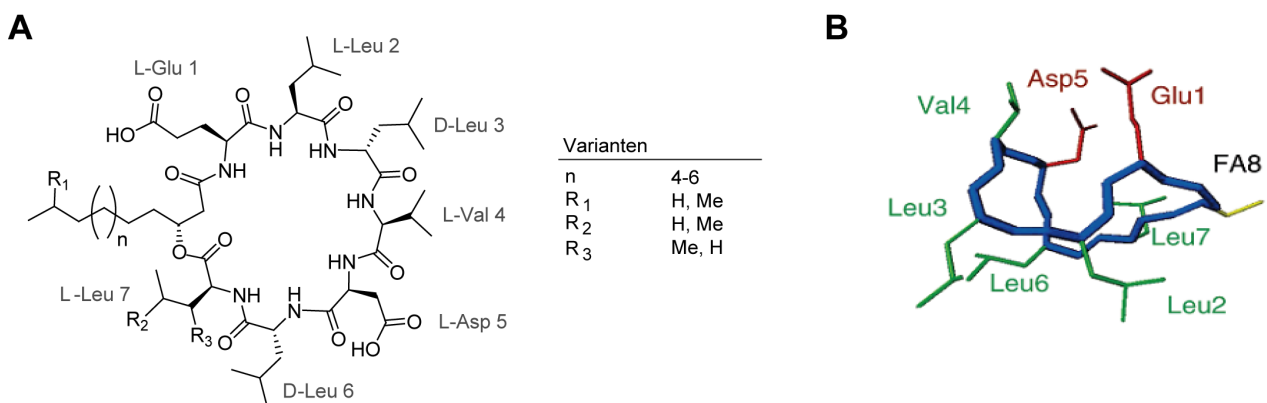 A
L-Glu 1
L-Leu 2
D-Leu 3
L-Val 4
L-Asp 5
D-Leu 6
L-Leu 7
O
HO
O
N
H
O
HN
O
HN
O
NH
O
R1
n
O
O
O
R2
R3
NH
O
H
N
O
HN
O
O
HO
Varianten
n 4-6
R1 H, Me
R2 H, Me
R3 Me, H
B
Asp5
Glu1
Val4
FA8
Leu3
Leu7
Leu6
Leu2